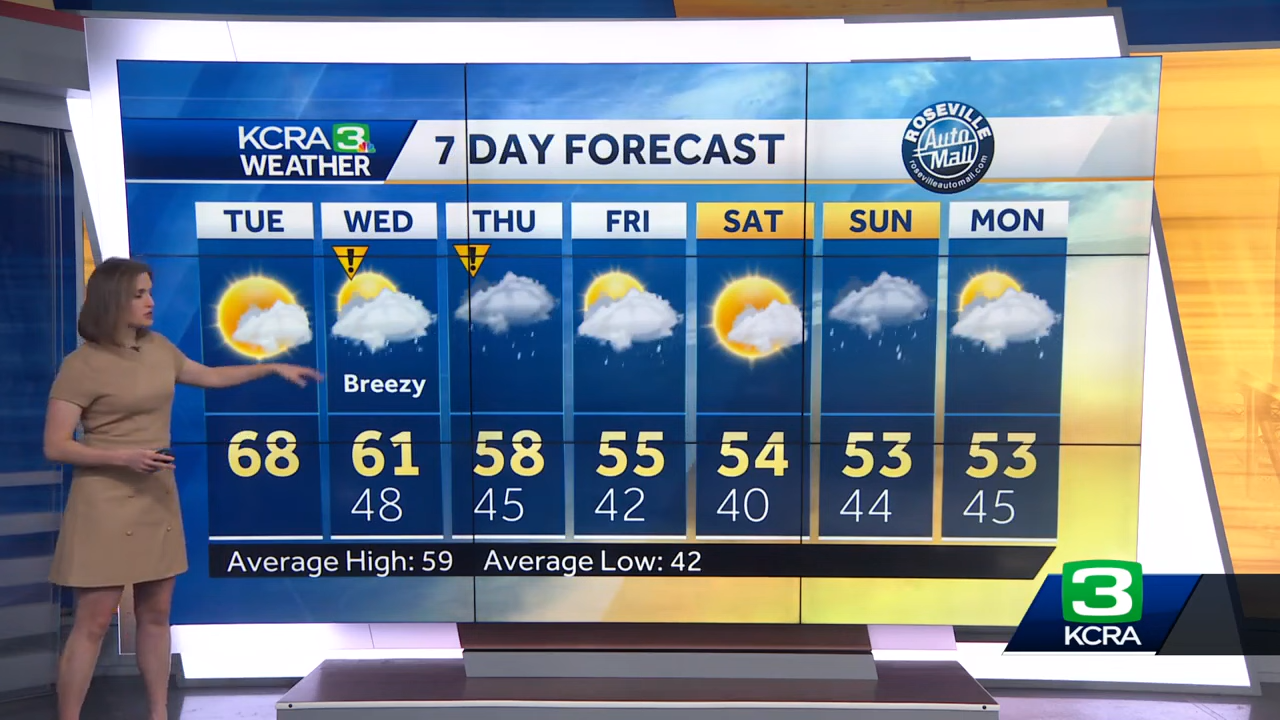 KCRA 3
WEATHER
7 DAY FORECAST
ROSEVILLE
Auto
Mall
rosevilleautomall.com
TUE WED THU FRI SAT SUN MON
! !
Breezy
68 61 58 55 54 53 53
48 45 42 40 44 45
Average High: 59 Average Low: 42
3
KCRA